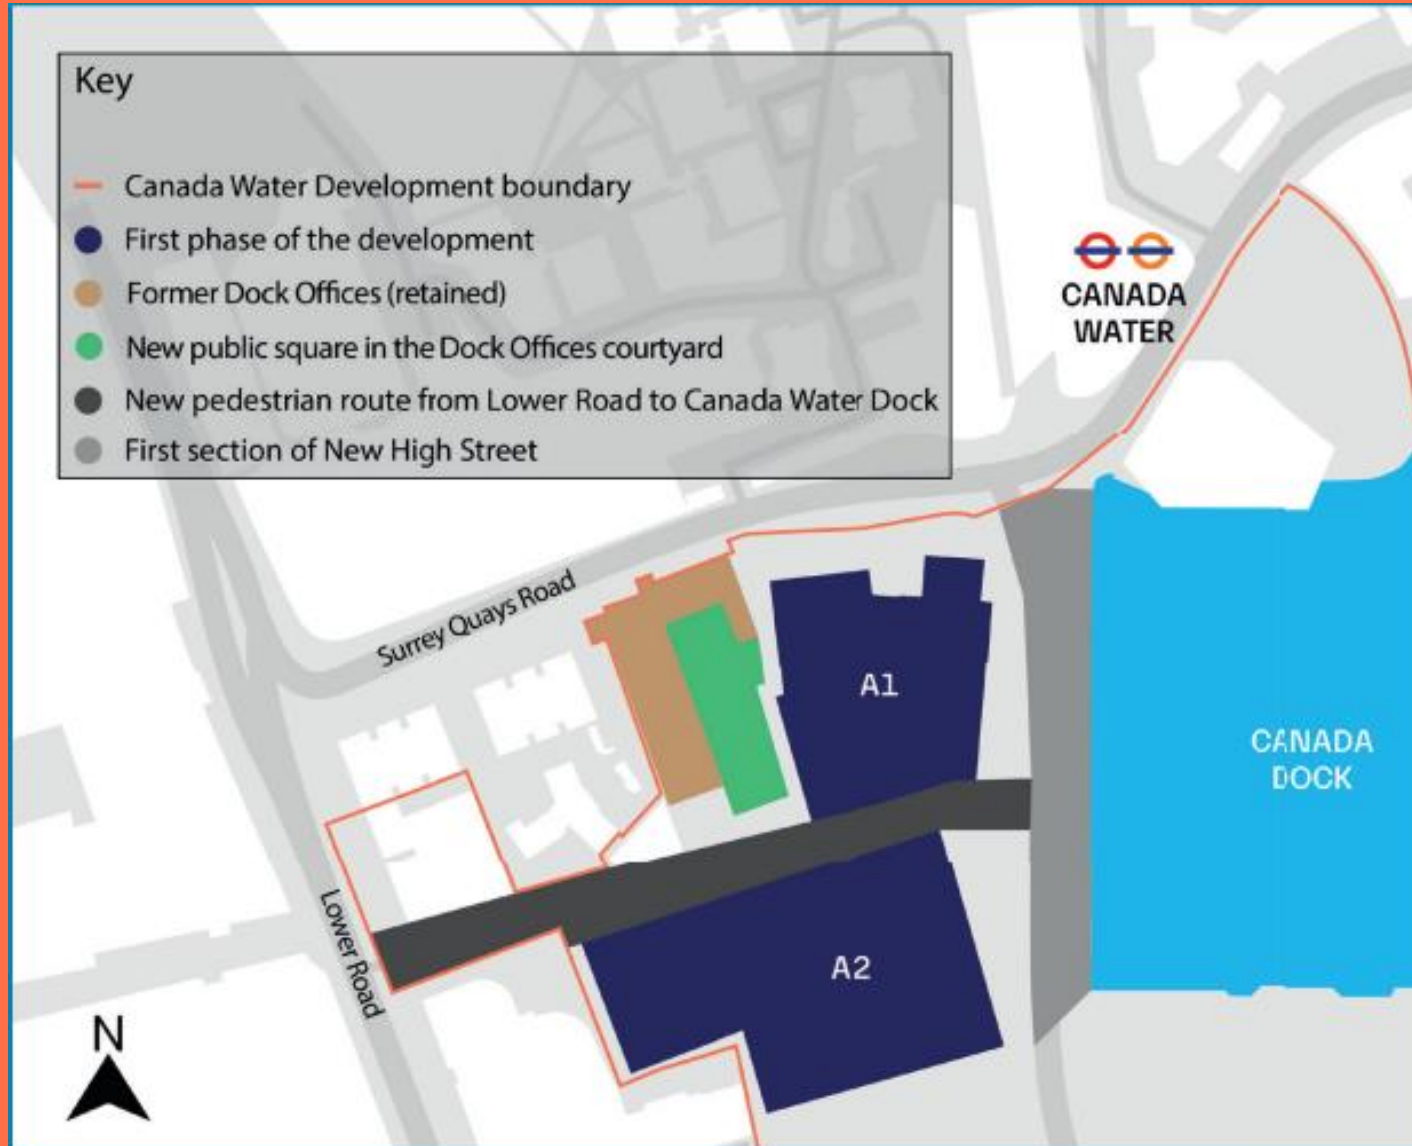 Key
Canada Water Development boundary
First phase of the development
Former Dock Offices (retained)
New public square in the Dock Offices courtyard
New pedestrian route from Lower Road to Canada Water Dock
First section of New High Street
CANADA
WATER
Surrey Quays Road
A1
CANADA
DOCK
Lower Road
A2
N